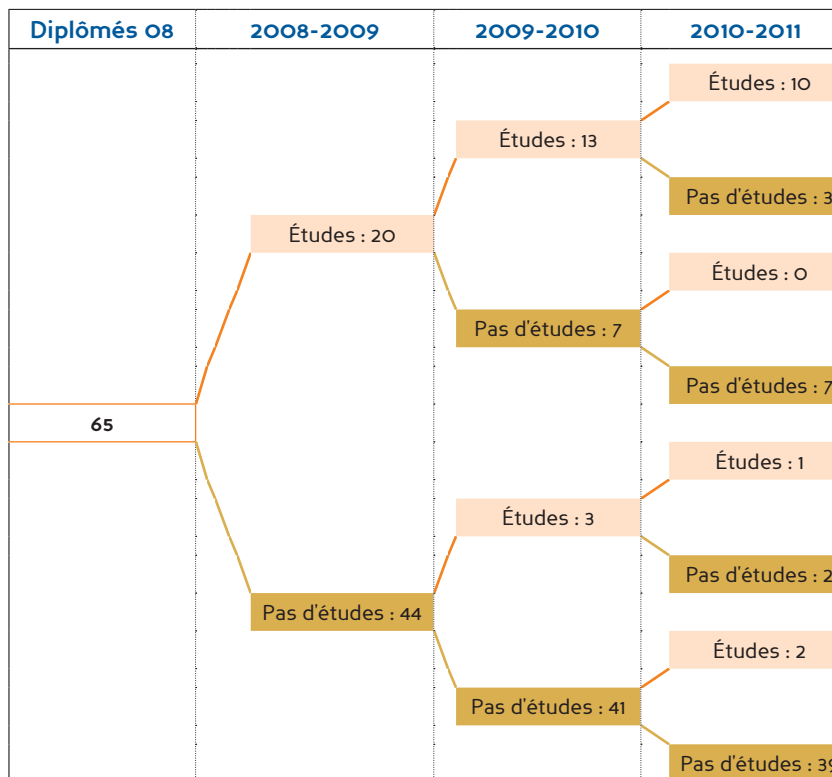 Diplômés 08 2008-2009 2009-2010 2010-2011
Études : 10
Études : 13
Pas d'études : 3
Études : 20
Études : 0
Pas d'études : 7
Pas d'études : 7
65
Études : 1
Études : 3
Pas d'études : 2
Pas d'études : 44
Études : 2
Pas d'études : 41
Pas d'études : 39